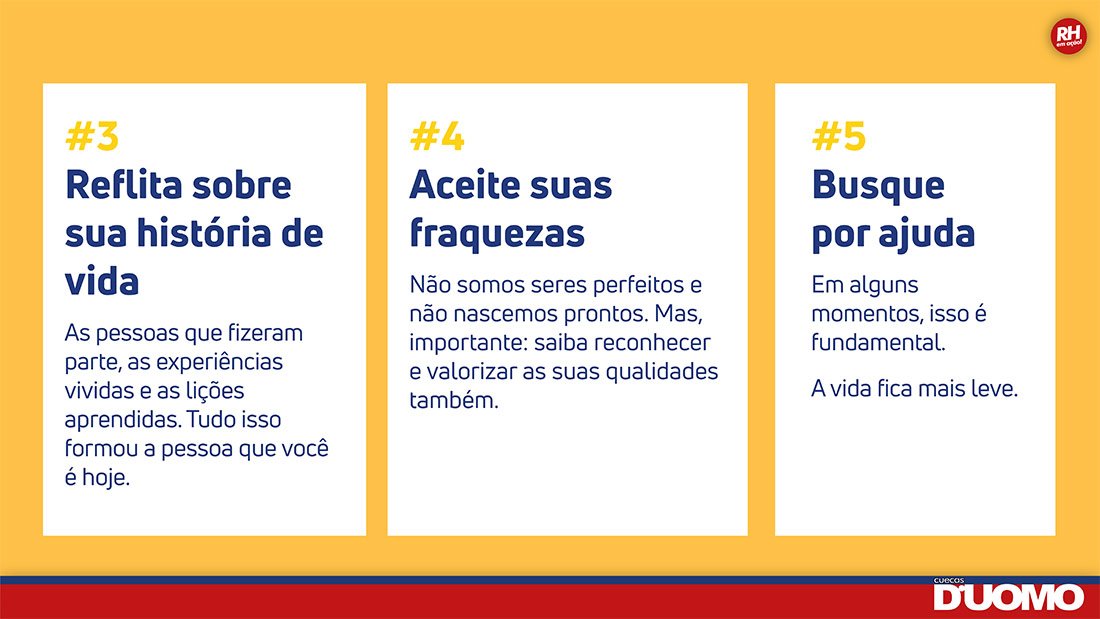 RH
em ação!
#3
Reflita sobre
sua história de
vida
As pessoas que fizeram
parte, as experiências
vividas e as lições
aprendidas. Tudo isso
formou a pessoa que você
é hoje.
#4
Aceite suas
fraquezas
Não somos seres perfeitos e
não nascemos prontos. Mas,
importante: saiba reconhecer
e valorizar as suas qualidades
também.
#5
Busque
por ajuda
Em alguns
momentos, isso é
fundamental.
A vida fica mais leve.
cuecas
D'UOMO